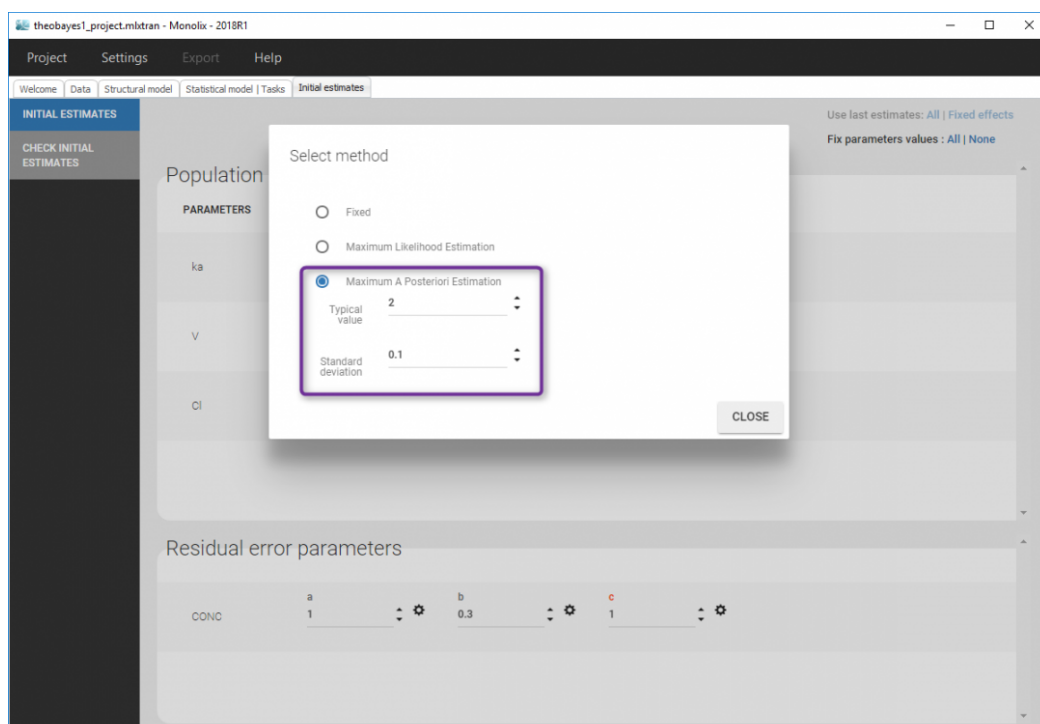 theobayes1_project.mlxtran - Monolix - 2018R1
Project Settings Export Help
Welcome Data Structural model Statistical model | Tasks Initial estimates
INITIAL ESTIMATES
CHECK INITIAL
ESTIMATES
Use last estimates: All | Fixed effects
Fix parameters values : All | None
Population
PARAMETERS
ka
V
Cl
Select method
Fixed
Maximum Likelihood Estimation
Maximum A Posteriori Estimation
Typical
value
2
Standard
deviation
0.1
CLOSE
Residual error parameters
a b c
CONC 1 0.3 1